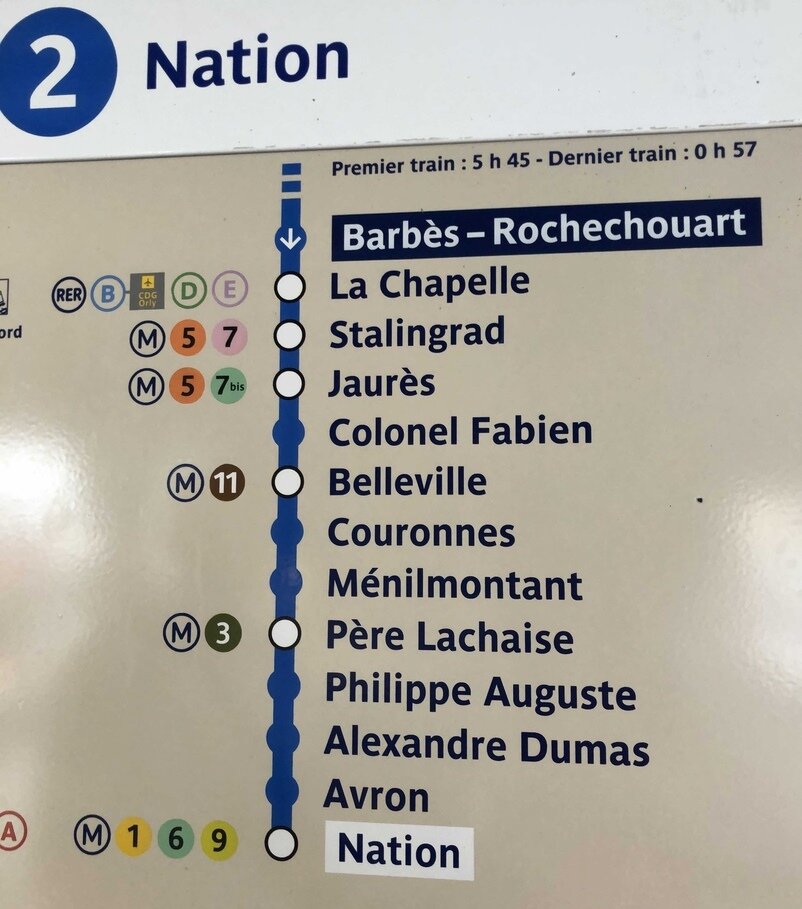 2 Nation
Premier train : 5 h 45 - Dernier train : 0 h 57
Barbès – Rochechouart
RER B CDG Orly D E La Chapelle
ord
M 5 7 Stalingrad
M 5 7bis Jaurès
Colonel Fabien
M 11 Belleville
Couronnes
Ménilmontant
M 3 Père Lachaise
Philippe Auguste
Alexandre Dumas
Avron
A M 1 6 9 Nation